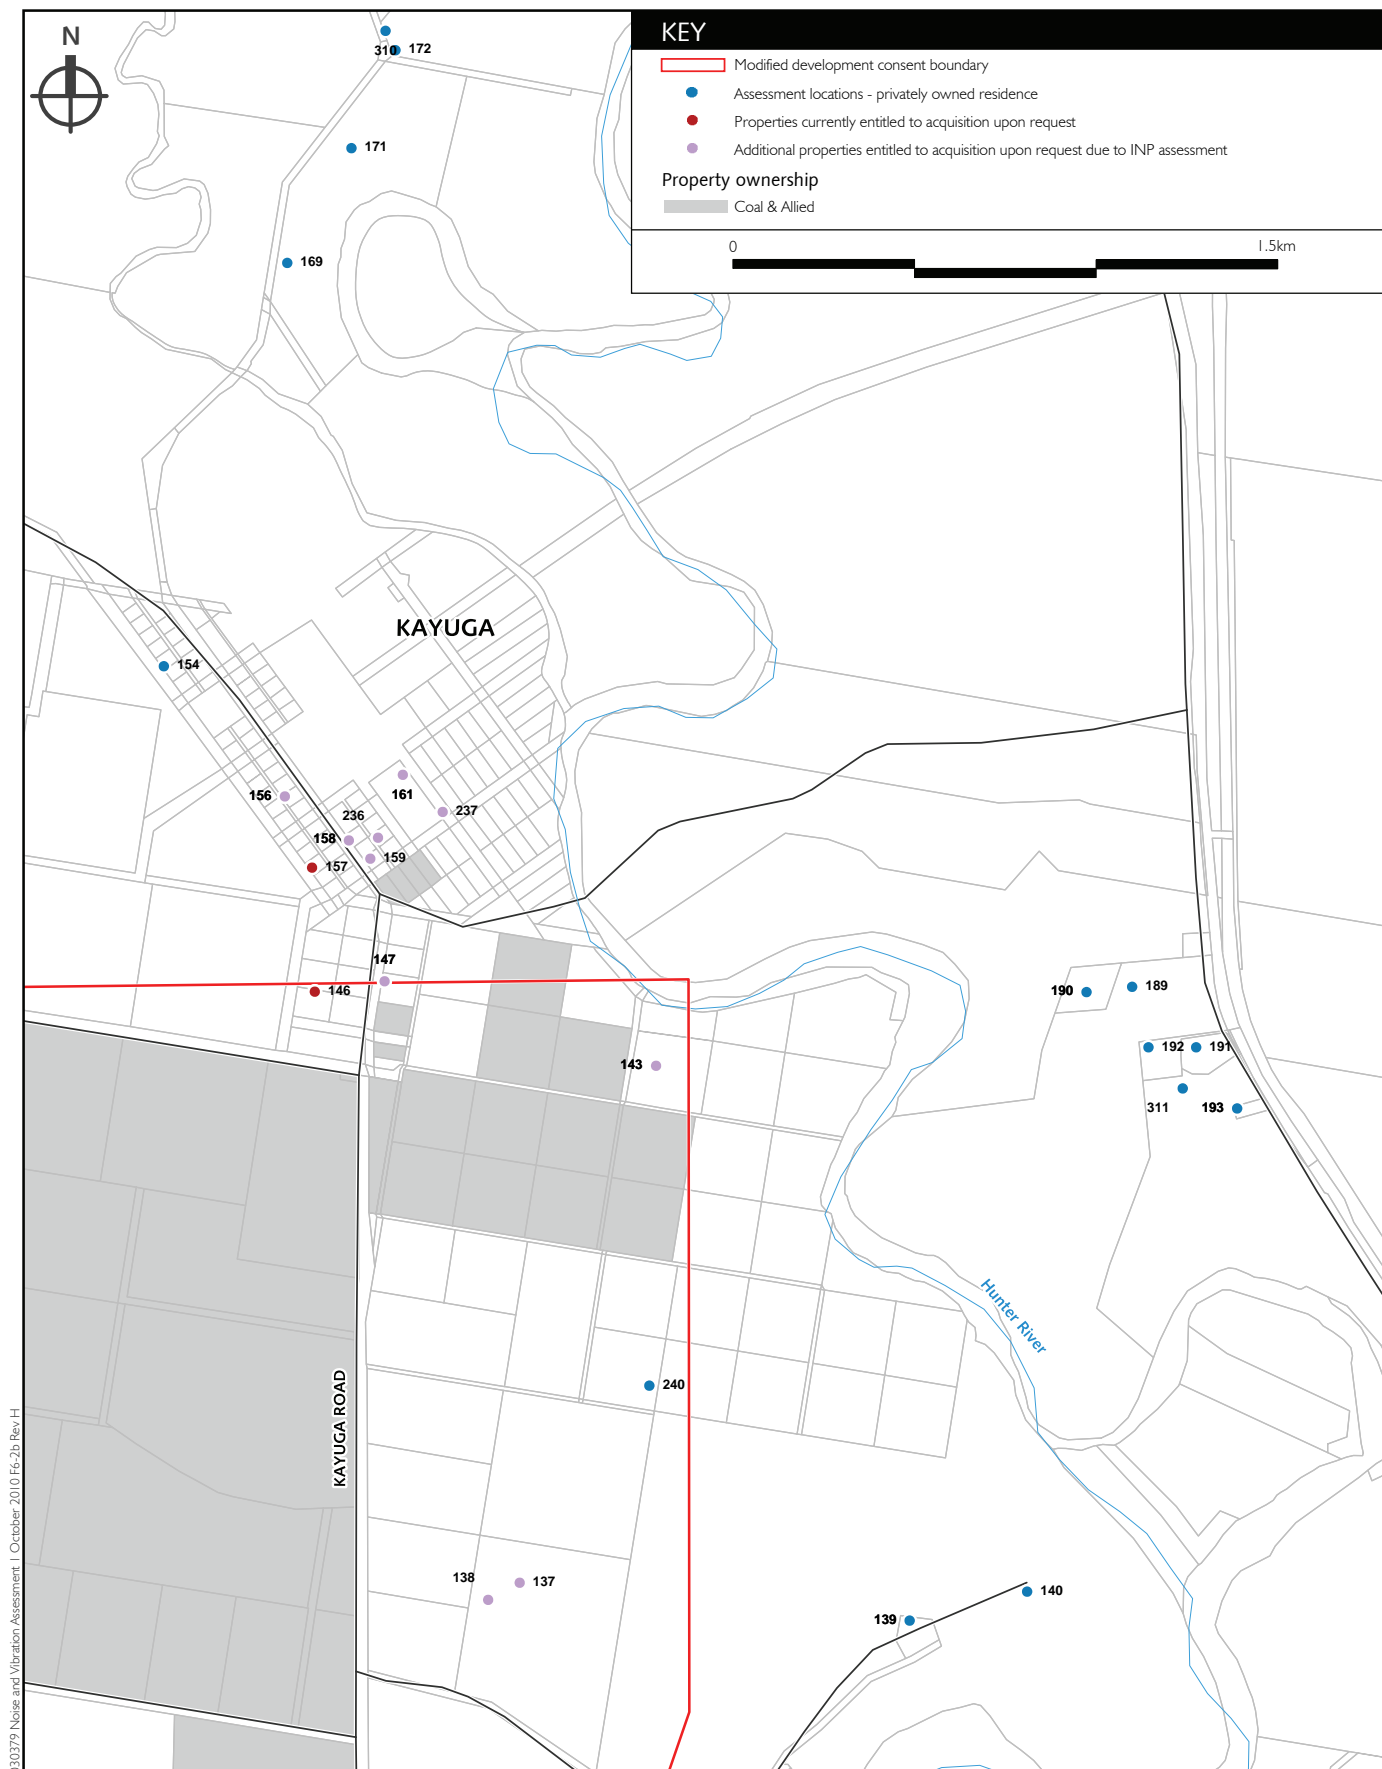 N
KEY
Modified development consent boundary
Assessment locations - privately owned residence
Properties currently entitled to acquisition upon request
Additional properties entitled to acquisition upon request due to INP assessment
Property ownership
Coal & Allied
0
1.5km
310
172
171
169
KAYUGA
154
156
161
236
237
158
159
157
147
146
190
189
143
192
191
311
193
Hunter River
240
KAYUGA ROAD
138
137
140
139
030379 Noise and Vibration Assessment I October 2010 F6-2b Rev H